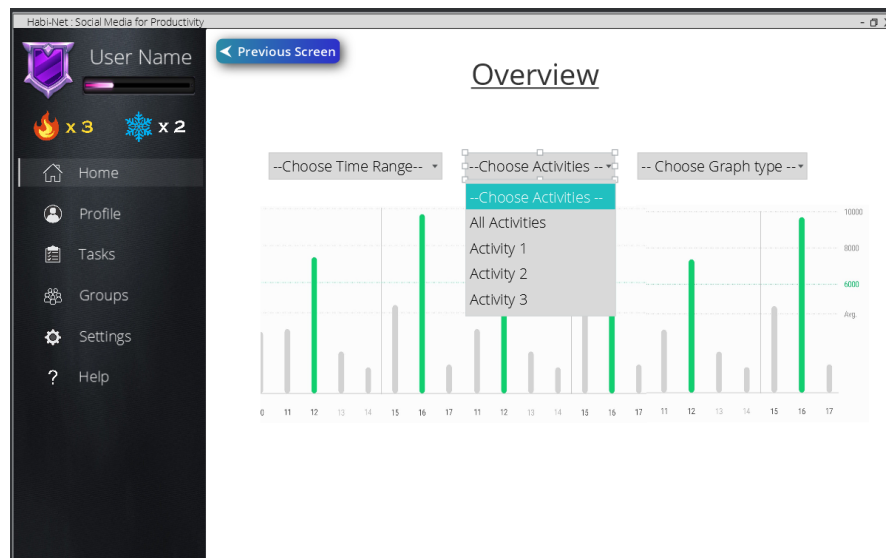 Habi-Net : Social Media for Productivity
User Name
x 3
x 2
Home
Profile
Tasks
Groups
Settings
? Help
Previous Screen
Overview
--Choose Time Range--
--Choose Activities --
-- Choose Graph type --
--Choose Activities --
All Activities
Activity 1
Activity 2
Activity 3
10000
8000
6000
Avg.
0 11 12 13 14 15 16 17 11 12 13 14 15 16 17 11 12 13 14 15 16 17